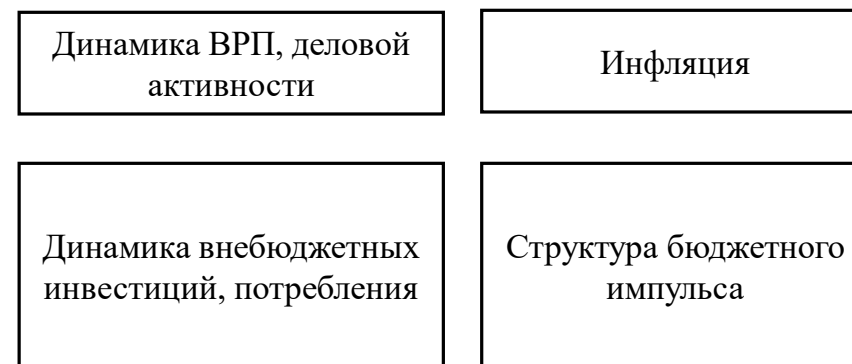 Динамика ВРП, деловой
активности
Инфляция
Динамика внебюджетных
инвестиций, потребления
Структура бюджетного
импульса